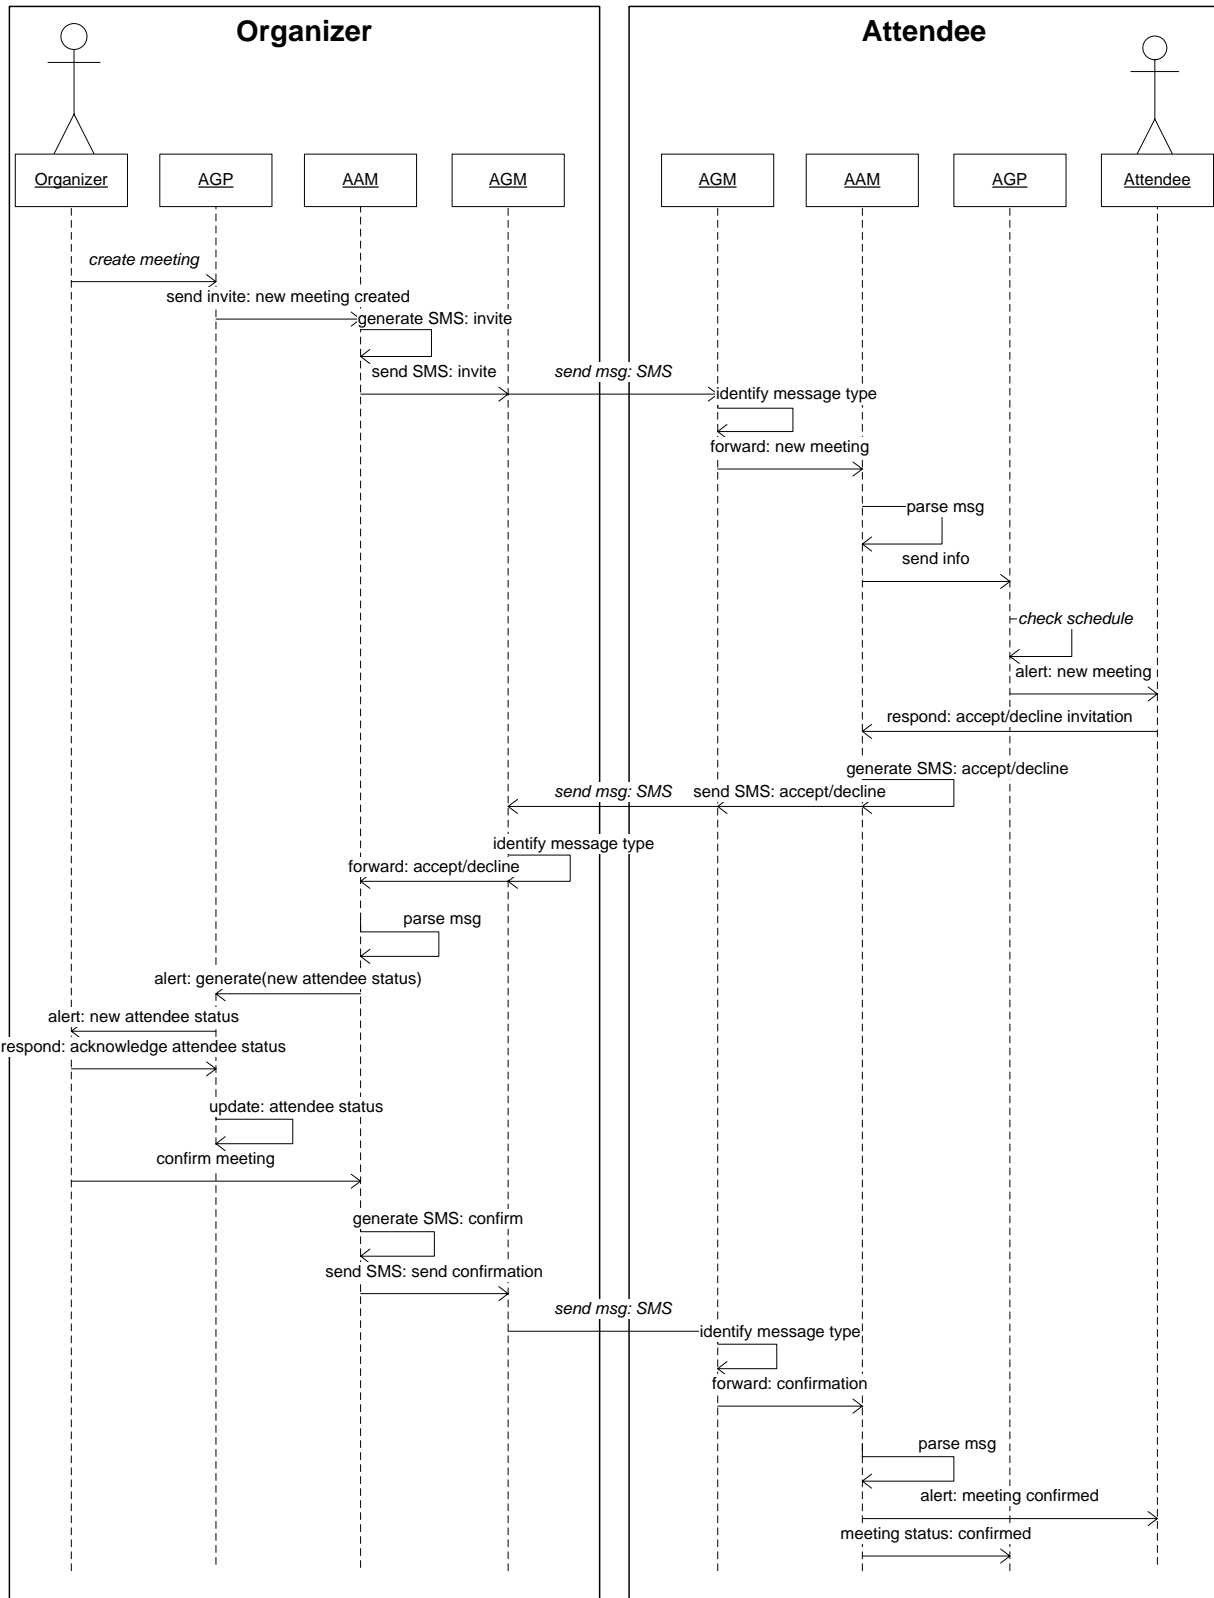 Organizer
Attendee
Organizer
AGP
AAM
AGM
AGM
AAM
AGP
Attendee
create meeting
send invite: new meeting created
generate SMS: invite
send SMS: invite
send msg: SMS
identify message type
forward: new meeting
parse msg
send info
check schedule
alert: new meeting
respond: accept/decline invitation
generate SMS: accept/decline
send msg: SMS
send SMS: accept/decline
identify message type
forward: accept/decline
parse msg
alert: generate(new attendee status)
alert: new attendee status
respond: acknowledge attendee status
update: attendee status
confirm meeting
generate SMS: confirm
send SMS: send confirmation
send msg: SMS
identify message type
forward: confirmation
parse msg
alert: meeting confirmed
meeting status: confirmed